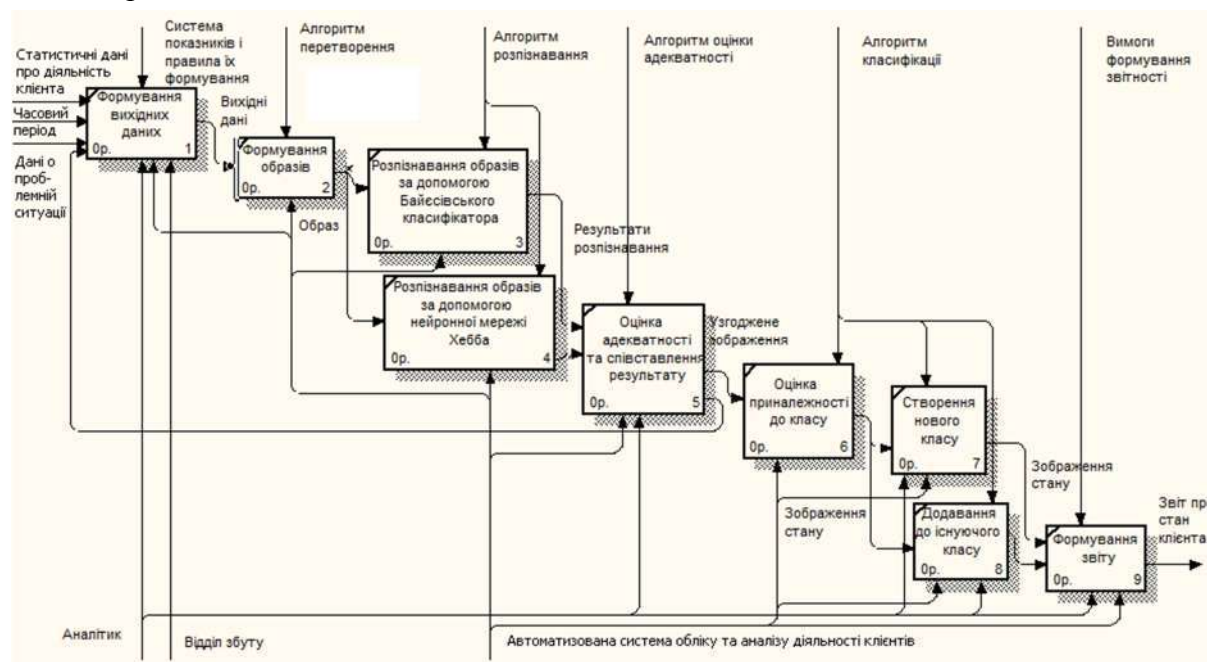 Система
показників і
правила їх
формування
Алгоритм
перетворення
Алгоритм
розпізнавання
Алгоритм оцінки
адекватності
Алгоритм
класифікації
Вимоги
формування
звітності
Статистичні дані
про діяльність
клієнта
Часовий
період
Дані о
проб-
лемній
ситуації
Формування
вихідних
даних
0р. 1
Вихідні
дані
Формування
образів
0р. 2
Образ
Розпізнавання образів
за допомогою
Байєсівського
класифікатора
0р. 3
Результати
розпізнавання
Розпізнавання образів
за допомогою
нейронної мережі
Хебба
0р. 4
Оцінка
адекватності
та співставлення
результату
0р. 5
Узгоджене
зображення
Оцінка
приналежності
до класу
0р. 6
Створення
нового
класу
0р. 7
Зображення
стану
Зображення
стану
Додавання
до існуючого
класу
0р. 8
Формування
звіту
0р. 9
Звіт пр
стан
клієнта
Аналітик
Відділ збуту
Автоматизована система обліку та аналізу діяльності клієнтів